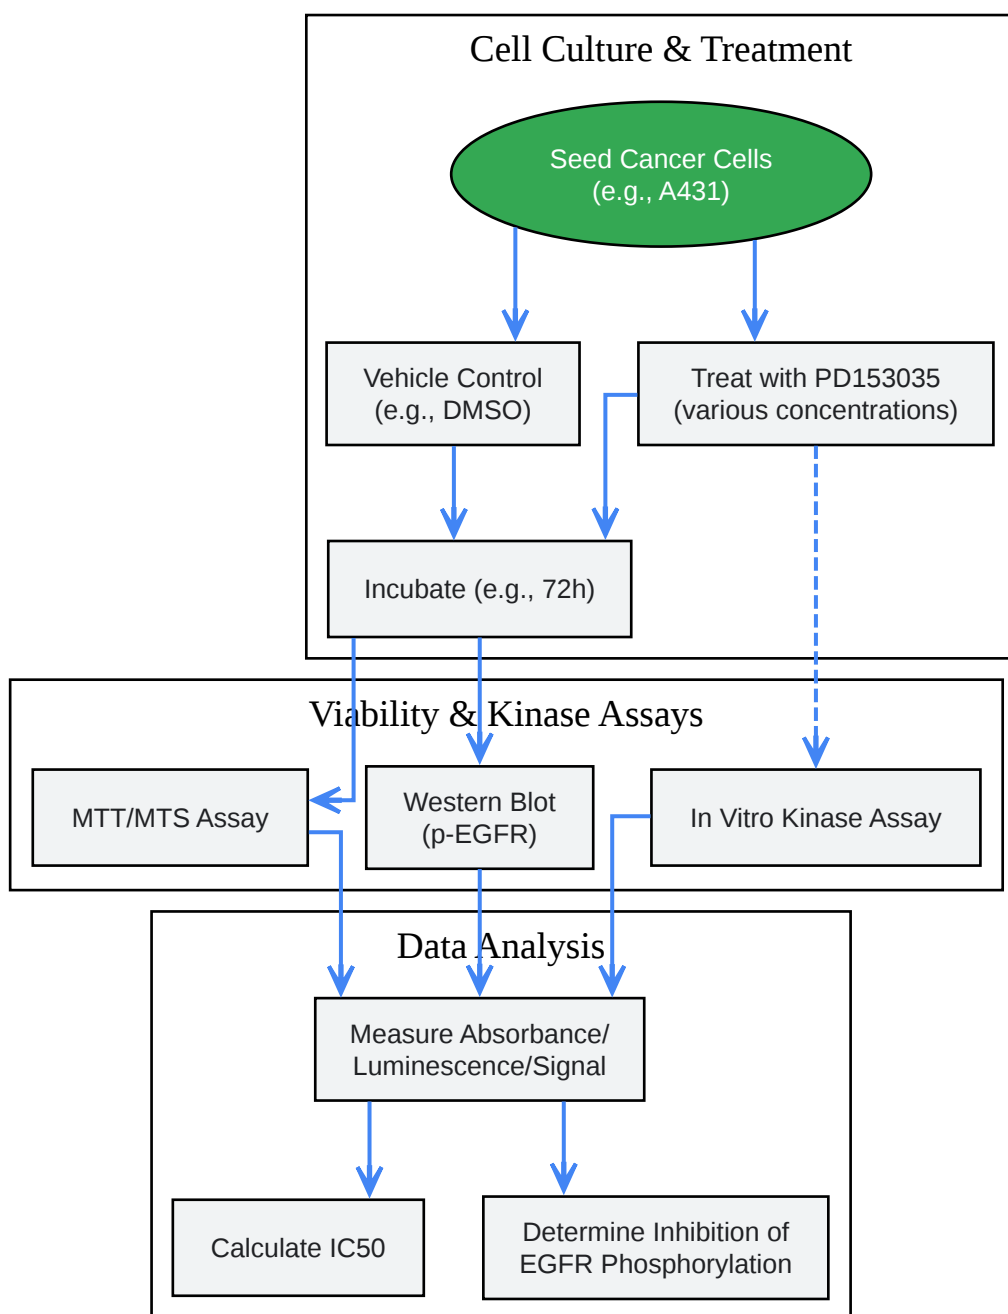 Cell Culture & Treatment
Seed Cancer Cells
(e.g., A431)
Vehicle Control
(e.g., DMSO)
Treat with PD153035
(various concentrations)
Incubate (e.g., 72h)
Viability & Kinase Assays
MTT/MTS Assay
Western Blot
(p-EGFR)
In Vitro Kinase Assay
Data Analysis
Measure Absorbance/
Luminescence/Signal
Calculate IC50
Determine Inhibition of
EGFR Phosphorylation